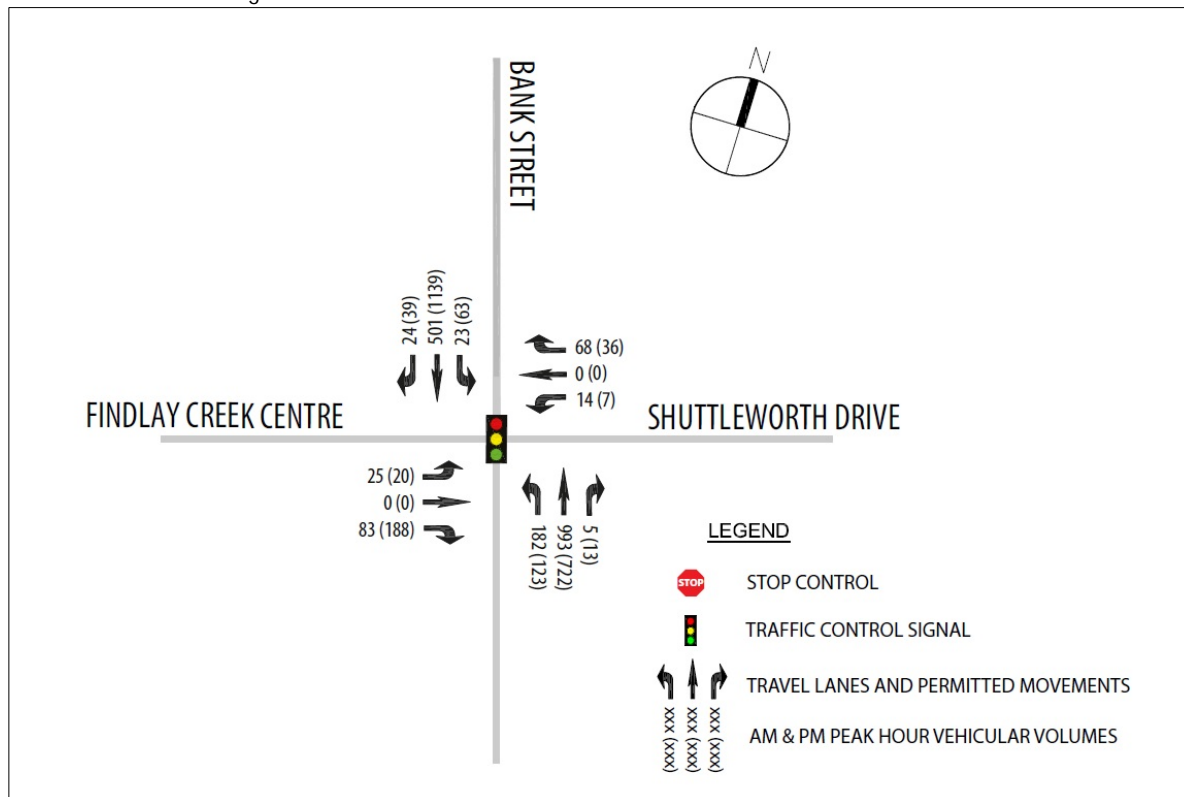 N
BANK STREET
24 (39)
501 (1139)
23 (63)
68 (36)
0 (0)
14 (7)
FINDLAY CREEK CENTRE
SHUTTLEWORTH DRIVE
25 (20)
0 (0)
83 (188)
182 (123)
993 (722)
5 (13)
LEGEND
STOP
STOP CONTROL
TRAFFIC CONTROL SIGNAL
TRAVEL LANES AND PERMITTED MOVEMENTS
xxx (xxx)
xxx (xxx)
xxx (xxx)
AM & PM PEAK HOUR VEHICULAR VOLUMES